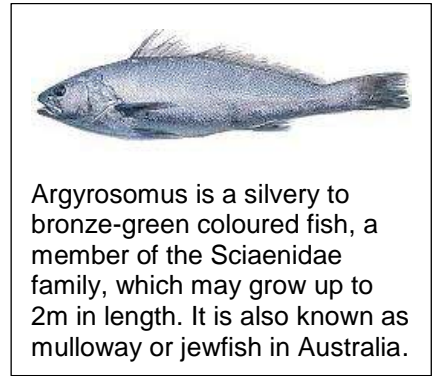 Argyrosomus is a silvery to
bronze-green coloured fish, a
member of the Sciaenidae
family, which may grow up to
2m in length. It is also known as
mulloway or jewfish in Australia.